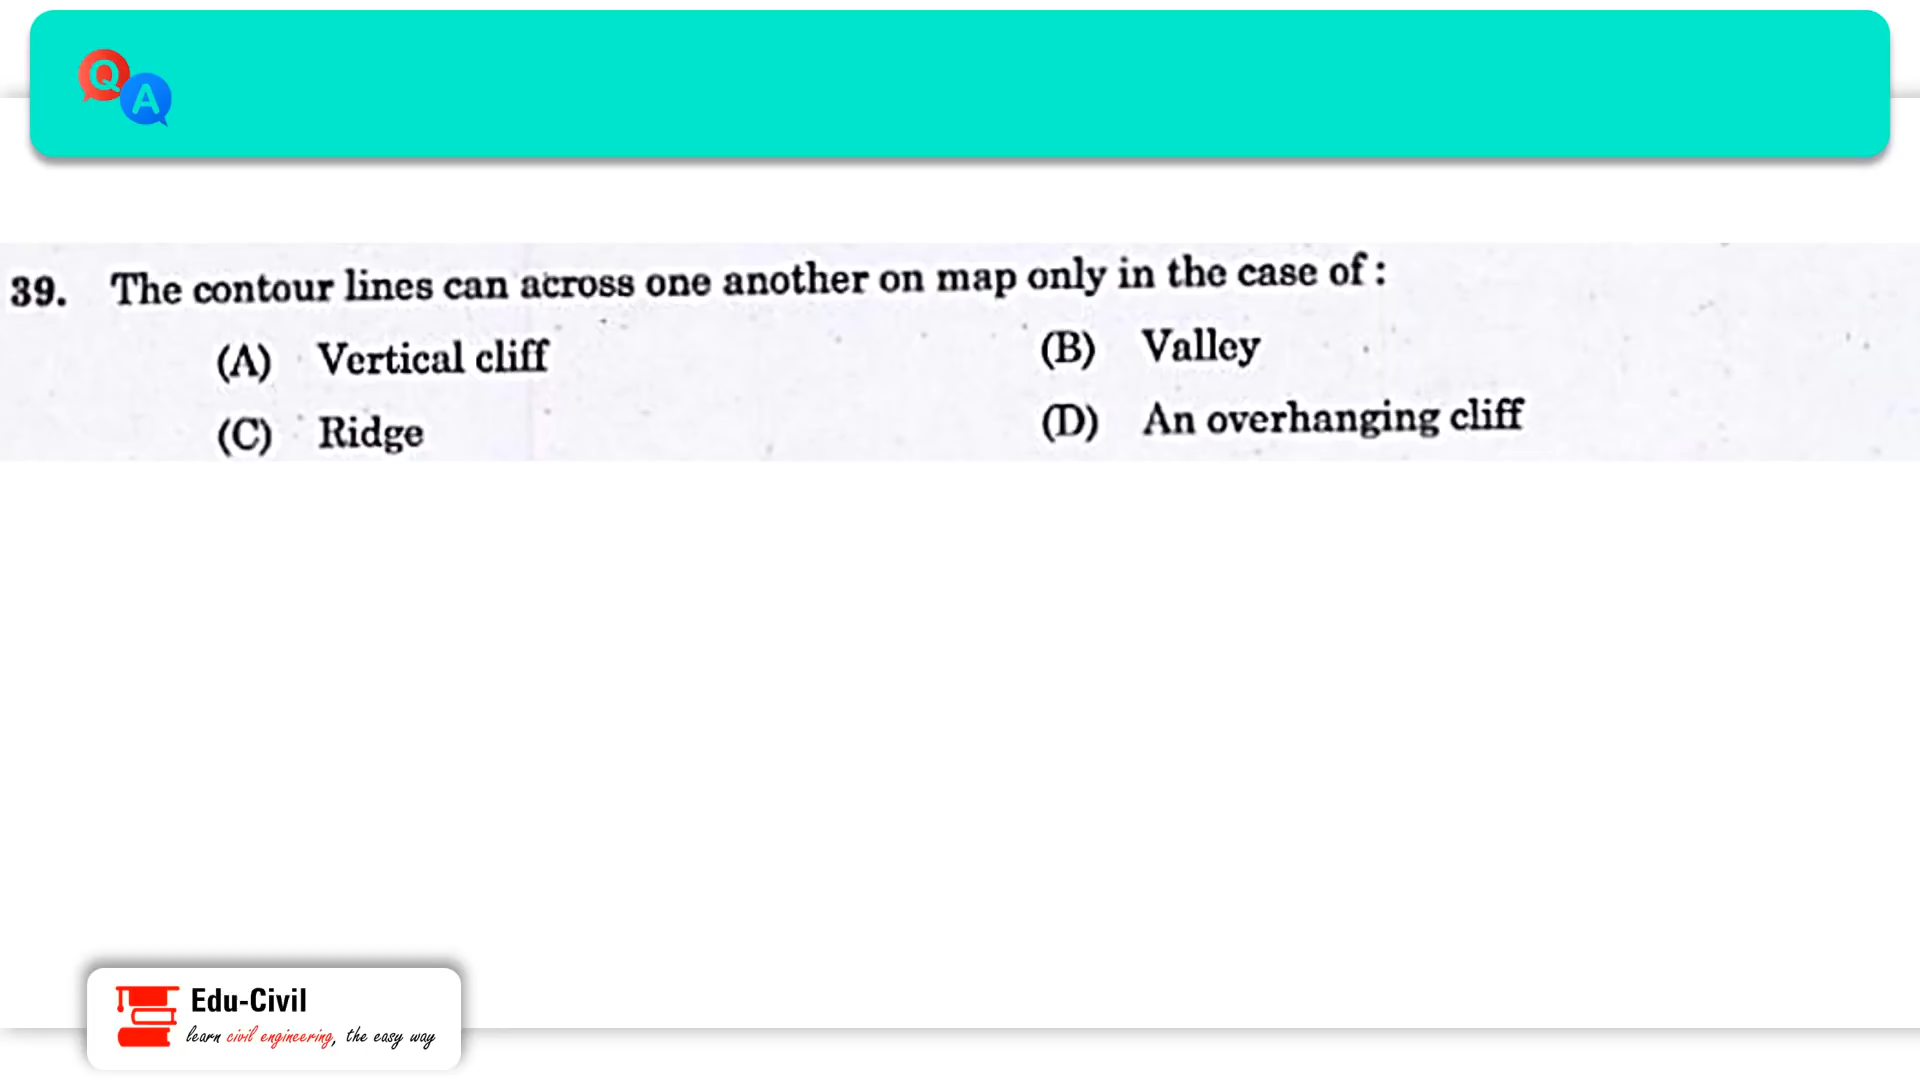 Q
A
39. The contour lines can across one another on map only in the case of :
(A) Vertical cliff (B) Valley
(C) Ridge (D) An overhanging cliff
Edu-Civil
learn civil engineering, the easy way